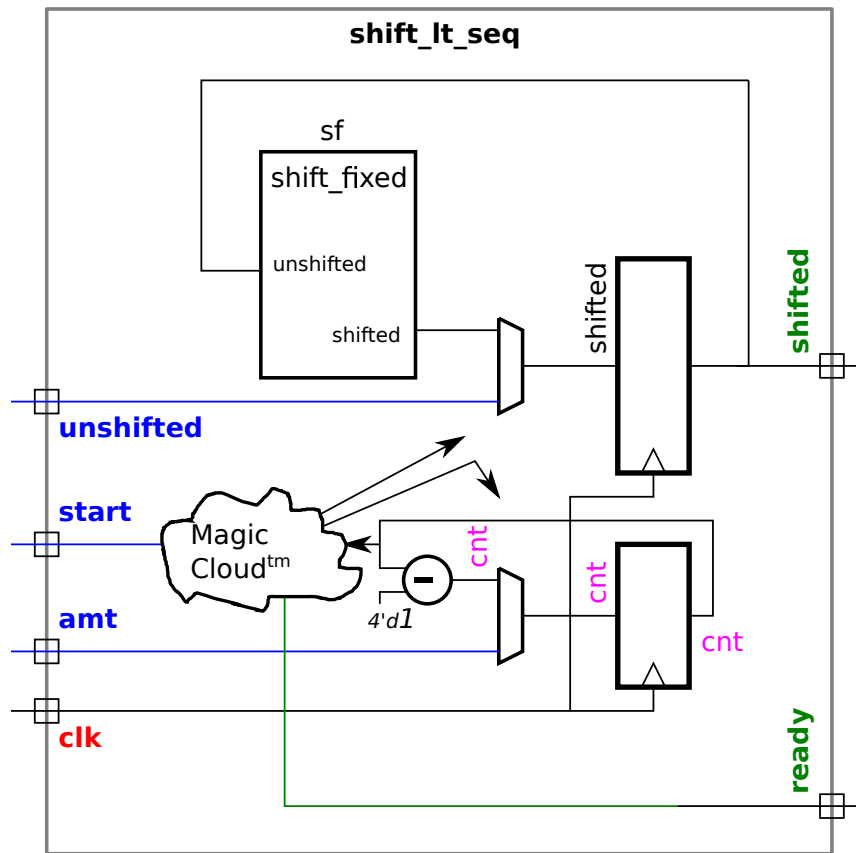 shift_lt_seq
sf
shift_fixed
unshifted
shifted
shifted
shifted
unshifted
start
Magic
Cloudtm
cnt
4'd1
cnt
cnt
amt
clk
ready